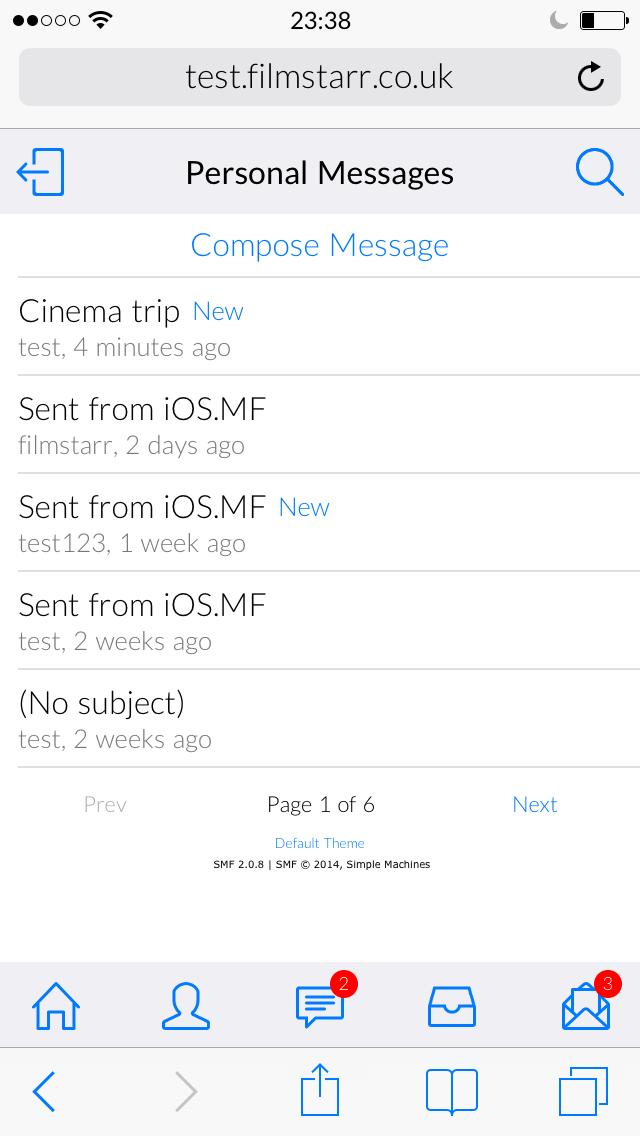 23:38
test.filmstarr.co.uk
Personal Messages
Compose Message
Cinema trip New
test, 4 minutes ago
Sent from iOS.MF
filmstarr, 2 days ago
Sent from iOS.MF New
test123, 1 week ago
Sent from iOS.MF
test, 2 weeks ago
(No subject)
test, 2 weeks ago
Prev Page 1 of 6 Next
Default Theme
SMF 2.0.8 | SMF © 2014, Simple Machines
2 3